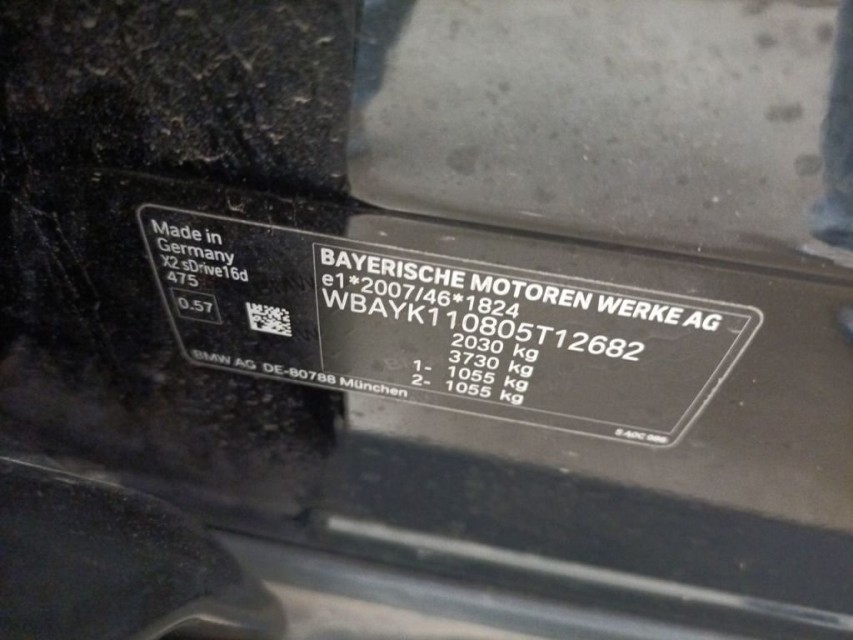 Made in
Germany
X2 sDrive16d
475
0.57
BAYERISCHE MOTOREN WERKE AG
e1*2007/46*1824
WBAYK110805T12682
2030 kg
3730 kg
1- 1055 kg
2- 1055 kg
BMW AG DE-80788 München